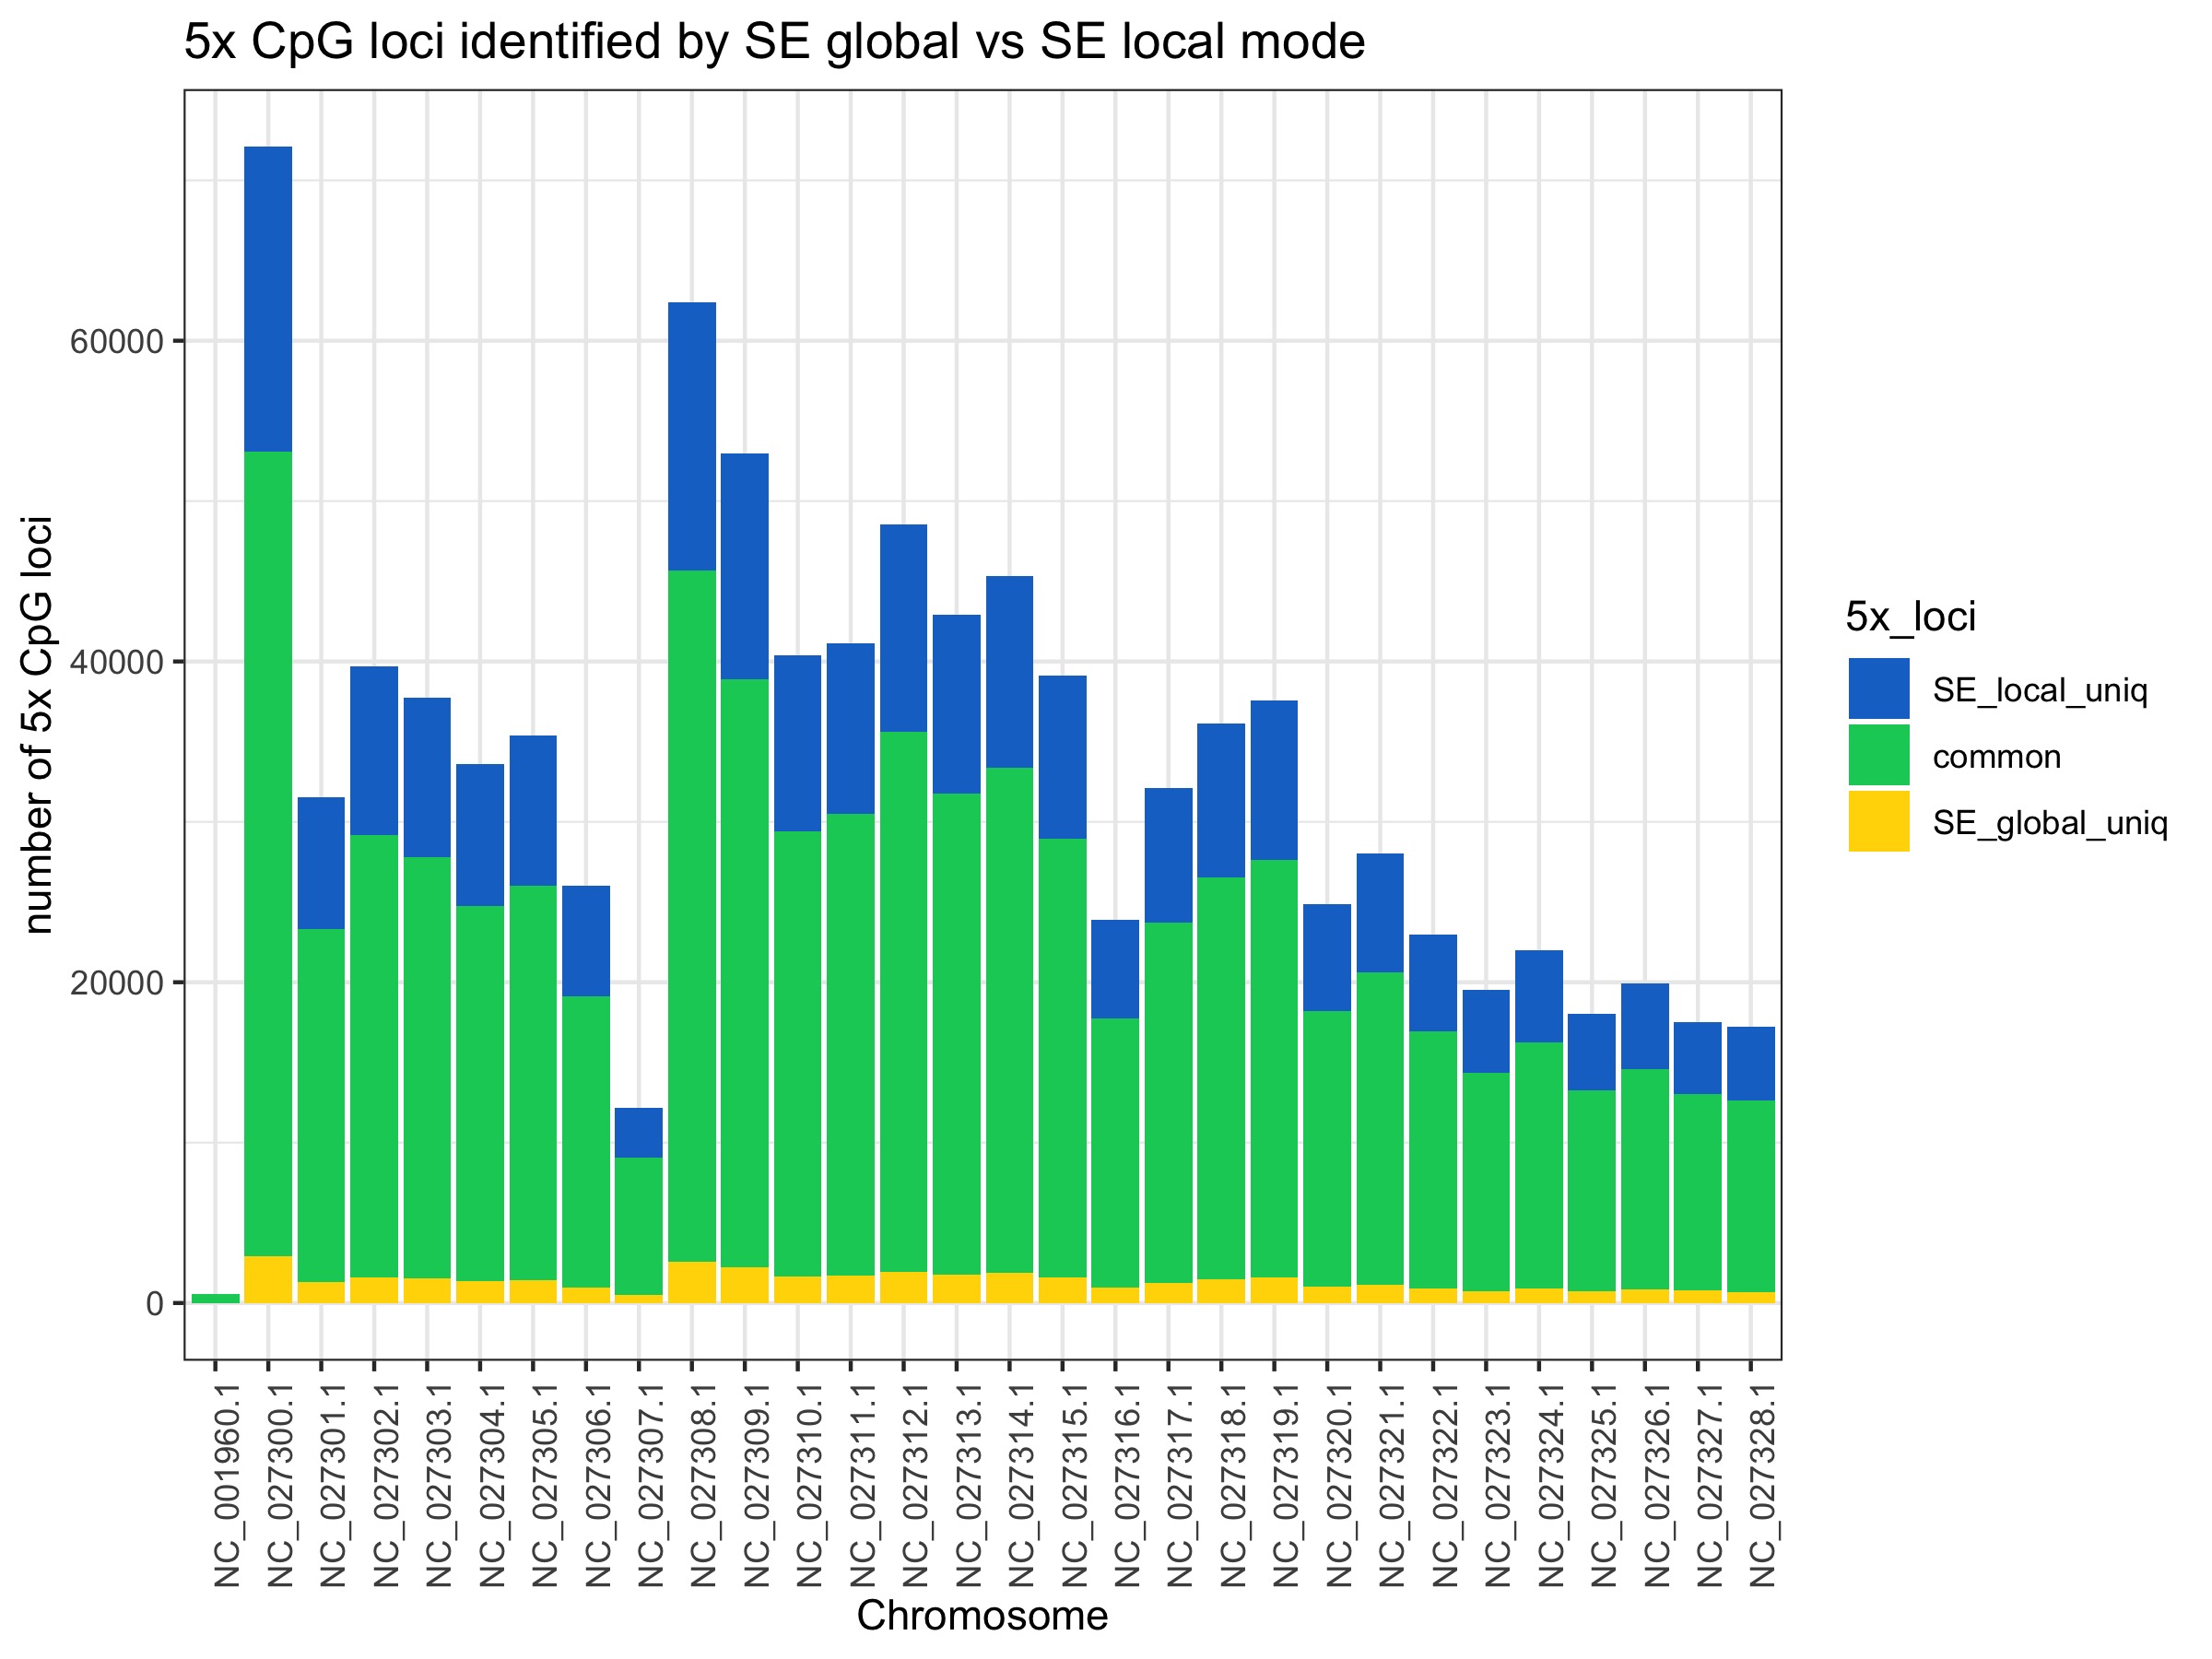 5x CpG loci identified by SE global vs SE local mode
number of 5x CpG loci
60000
40000
20000
0
NC_001960.1
NC_027300.1
NC_027301.1
NC_027302.1
NC_027303.1
NC_027304.1
NC_027305.1
NC_027306.1
NC_027307.1
NC_027308.1
NC_027309.1
NC_027310.1
NC_027311.1
NC_027312.1
NC_027313.1
NC_027314.1
NC_027315.1
NC_027316.1
NC_027317.1
NC_027318.1
NC_027319.1
NC_027320.1
NC_027321.1
NC_027322.1
NC_027323.1
NC_027324.1
NC_027325.1
NC_027326.1
NC_027327.1
NC_027328.1
Chromosome
5x_loci
SE_local_uniq
common
SE_global_uniq